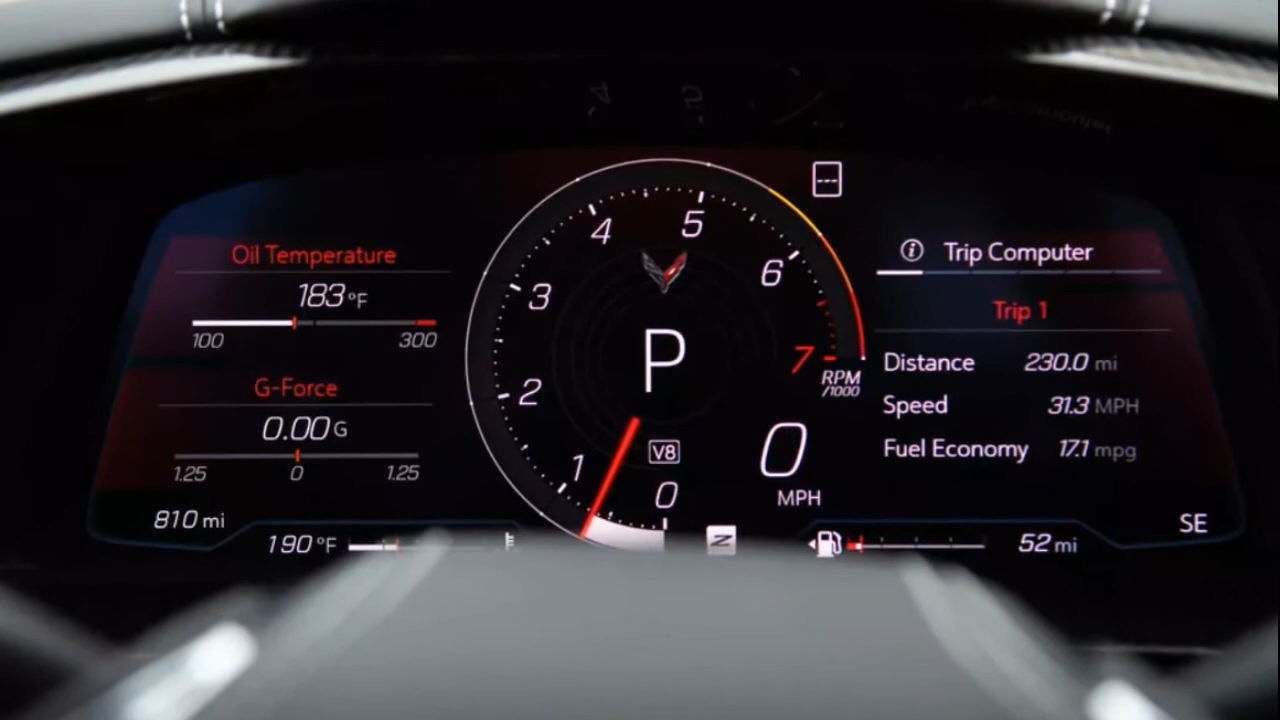 Oil Temperature
183 °F
100 300
G-Force
0.00 G
1.25 0 1.25
810 mi
190 °F
4 5
3 6
2 7
1 0
RPM
/1000
P
V8
0
MPH
---
N
Trip Computer
Trip 1
Distance 230.0 mi
Speed 31.3 MPH
Fuel Economy 17.1 mpg
SE
52 mi